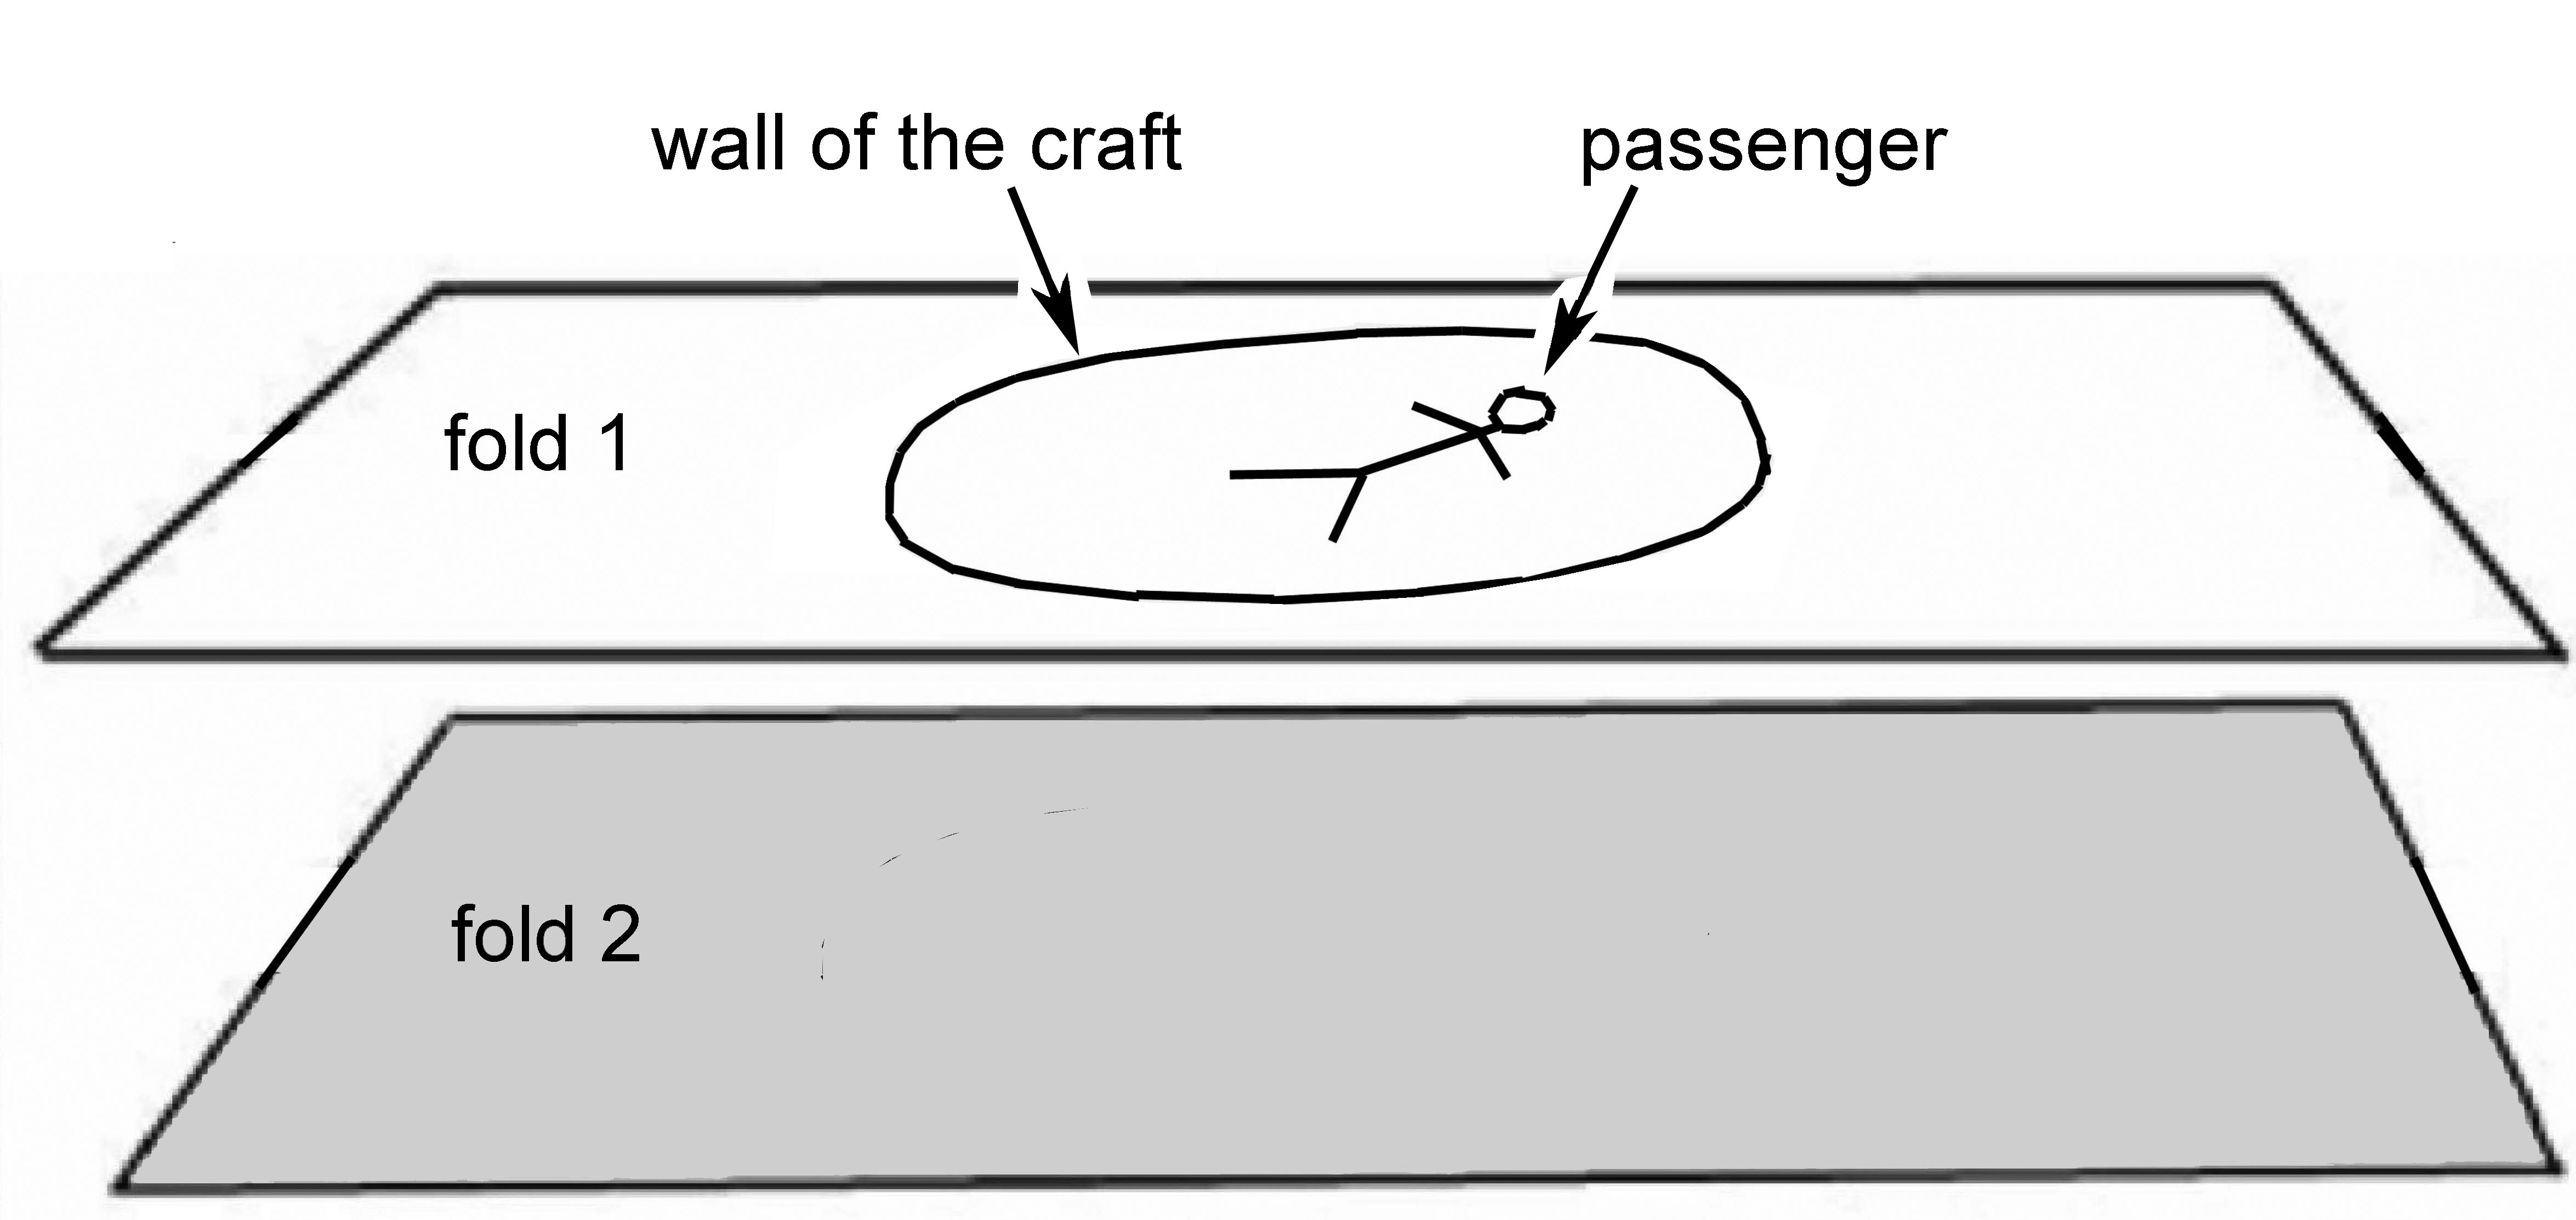 wall of the craft
passenger
fold 1
fold 2